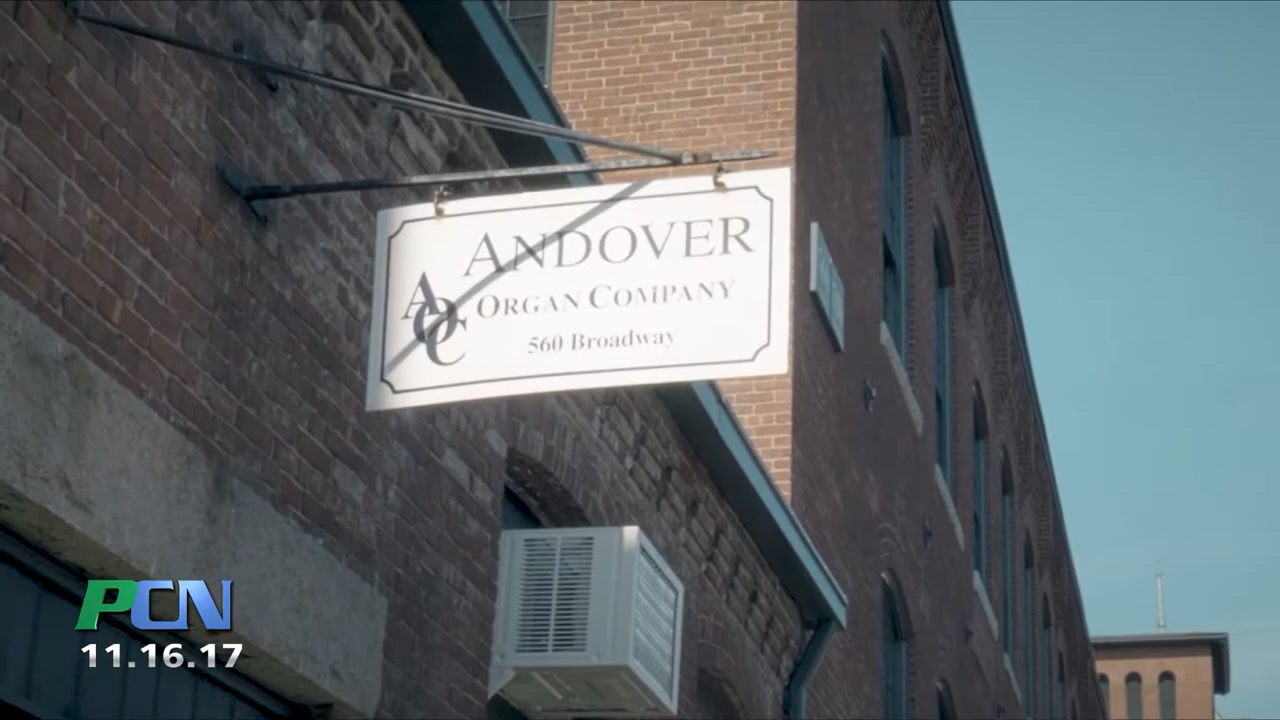 ANDOVER
AOC
ORGAN COMPANY
560 Broadway
PCN
11.16.17